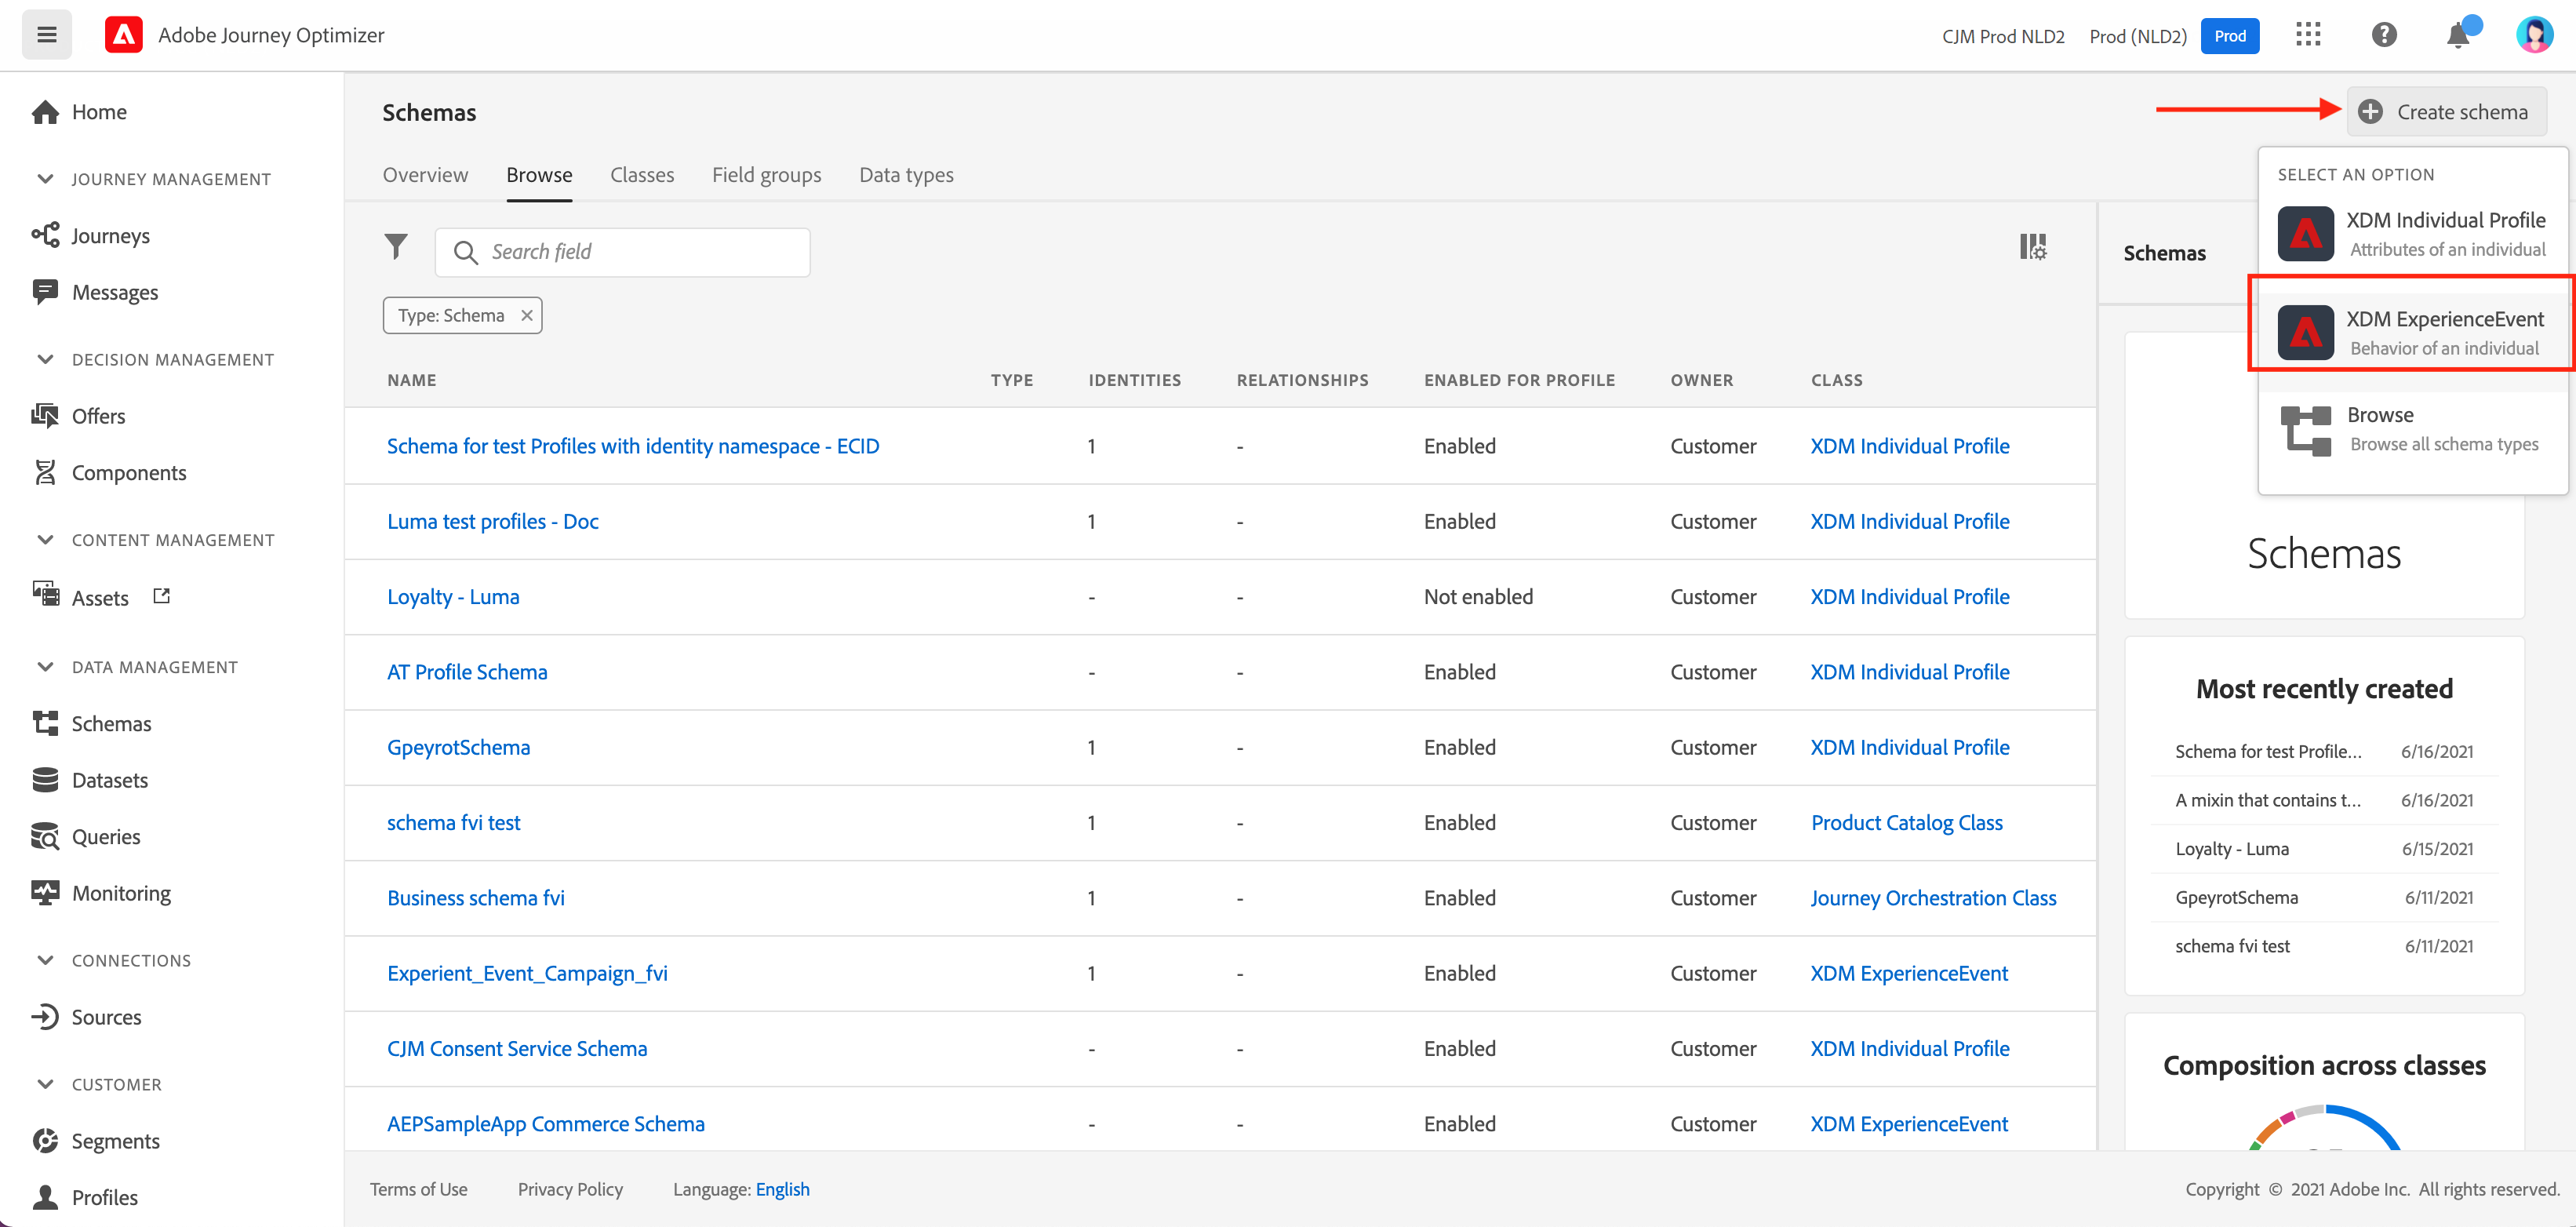 Adobe Journey Optimizer
CJM Prod NLD2 Prod (NLD2) Prod
Home
JOURNEY MANAGEMENT
Journeys
Messages
DECISION MANAGEMENT
Offers
Components
CONTENT MANAGEMENT
Assets
DATA MANAGEMENT
Schemas
Datasets
Queries
Monitoring
CONNECTIONS
Sources
CUSTOMER
Segments
Profiles
Schemas
Create schema
Overview Browse Classes Field groups Data types
Search field
Type: Schema
NAME TYPE IDENTITIES RELATIONSHIPS ENABLED FOR PROFILE OWNER CLASS
Schema for test Profiles with identity namespace - ECID 1 - Enabled Customer XDM Individual Profile
Luma test profiles - Doc 1 - Enabled Customer XDM Individual Profile
Loyalty - Luma - - Not enabled Customer XDM Individual Profile
AT Profile Schema - - Enabled Customer XDM Individual Profile
GpeyrotSchema 1 - Enabled Customer XDM Individual Profile
schema fvi test 1 - Enabled Customer Product Catalog Class
Business schema fvi 1 - Enabled Customer Journey Orchestration Class
Experient_Event_Campaign_fvi 1 - Enabled Customer XDM ExperienceEvent
CJM Consent Service Schema - - Enabled Customer XDM Individual Profile
AEPSampleApp Commerce Schema - - Enabled Customer XDM ExperienceEvent
SELECT AN OPTION
XDM Individual Profile
Attributes of an individual
XDM ExperienceEvent
Behavior of an individual
Browse
Browse all schema types
Schemas
Schemas
Most recently created
Schema for test Profile... 6/16/2021
A mixin that contains t... 6/16/2021
Loyalty - Luma 6/15/2021
GpeyrotSchema 6/11/2021
schema fvi test 6/11/2021
Composition across classes
Terms of Use Privacy Policy Language: English
Copyright © 2021 Adobe Inc. All rights reserved.